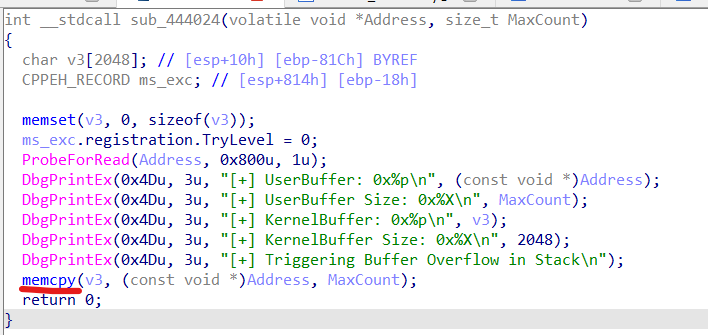 int __stdcall sub_444024(volatile void *Address, size_t MaxCount)
{
char v3[2048]; // [esp+10h] [ebp-81Ch] BYREF
CPPEH_RECORD ms_exc; // [esp+814h] [ebp-18h]
memset(v3, 0, sizeof(v3));
ms_exc.registration.TryLevel = 0;
ProbeForRead(Address, 0x800u, 1u);
DbgPrintEx(0x4Du, 3u, "[+] UserBuffer: 0x%p\n", (const void *)Address);
DbgPrintEx(0x4Du, 3u, "[+] UserBuffer Size: 0x%X\n", MaxCount);
DbgPrintEx(0x4Du, 3u, "[+] KernelBuffer: 0x%p\n", v3);
DbgPrintEx(0x4Du, 3u, "[+] KernelBuffer Size: 0x%X\n", 2048);
DbgPrintEx(0x4Du, 3u, "[+] Triggering Buffer Overflow in Stack\n");
memcpy(v3, (const void *)Address, MaxCount);
return 0;
}